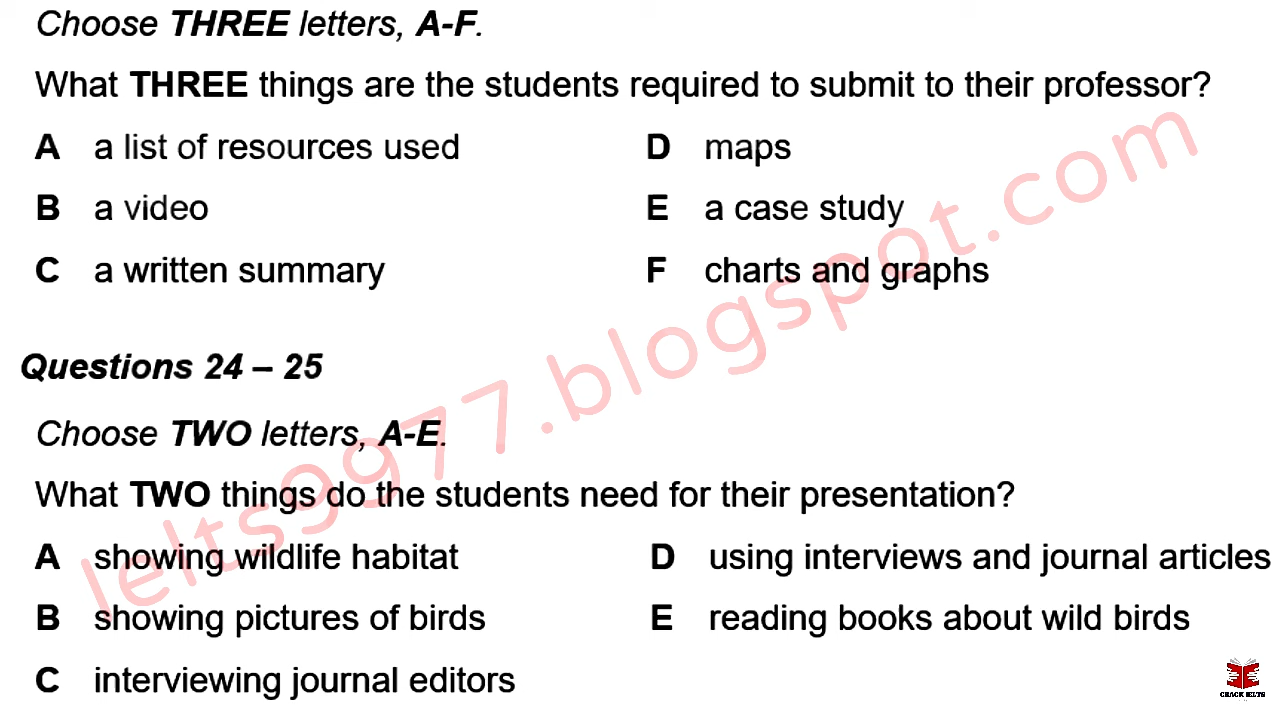 Choose THREE letters, A-F.
What THREE things are the students required to submit to their professor?
A a list of resources used
D maps
B a video
E a case study
C a written summary
F charts and graphs
Questions 24 – 25
Choose TWO letters, A-E.
What TWO things do the students need for their presentation?
A showing wildlife habitat
D using interviews and journal articles
B showing pictures of birds
E reading books about wild birds
C interviewing journal editors
Ielts9977.blogspot.com
CRACK IELTS